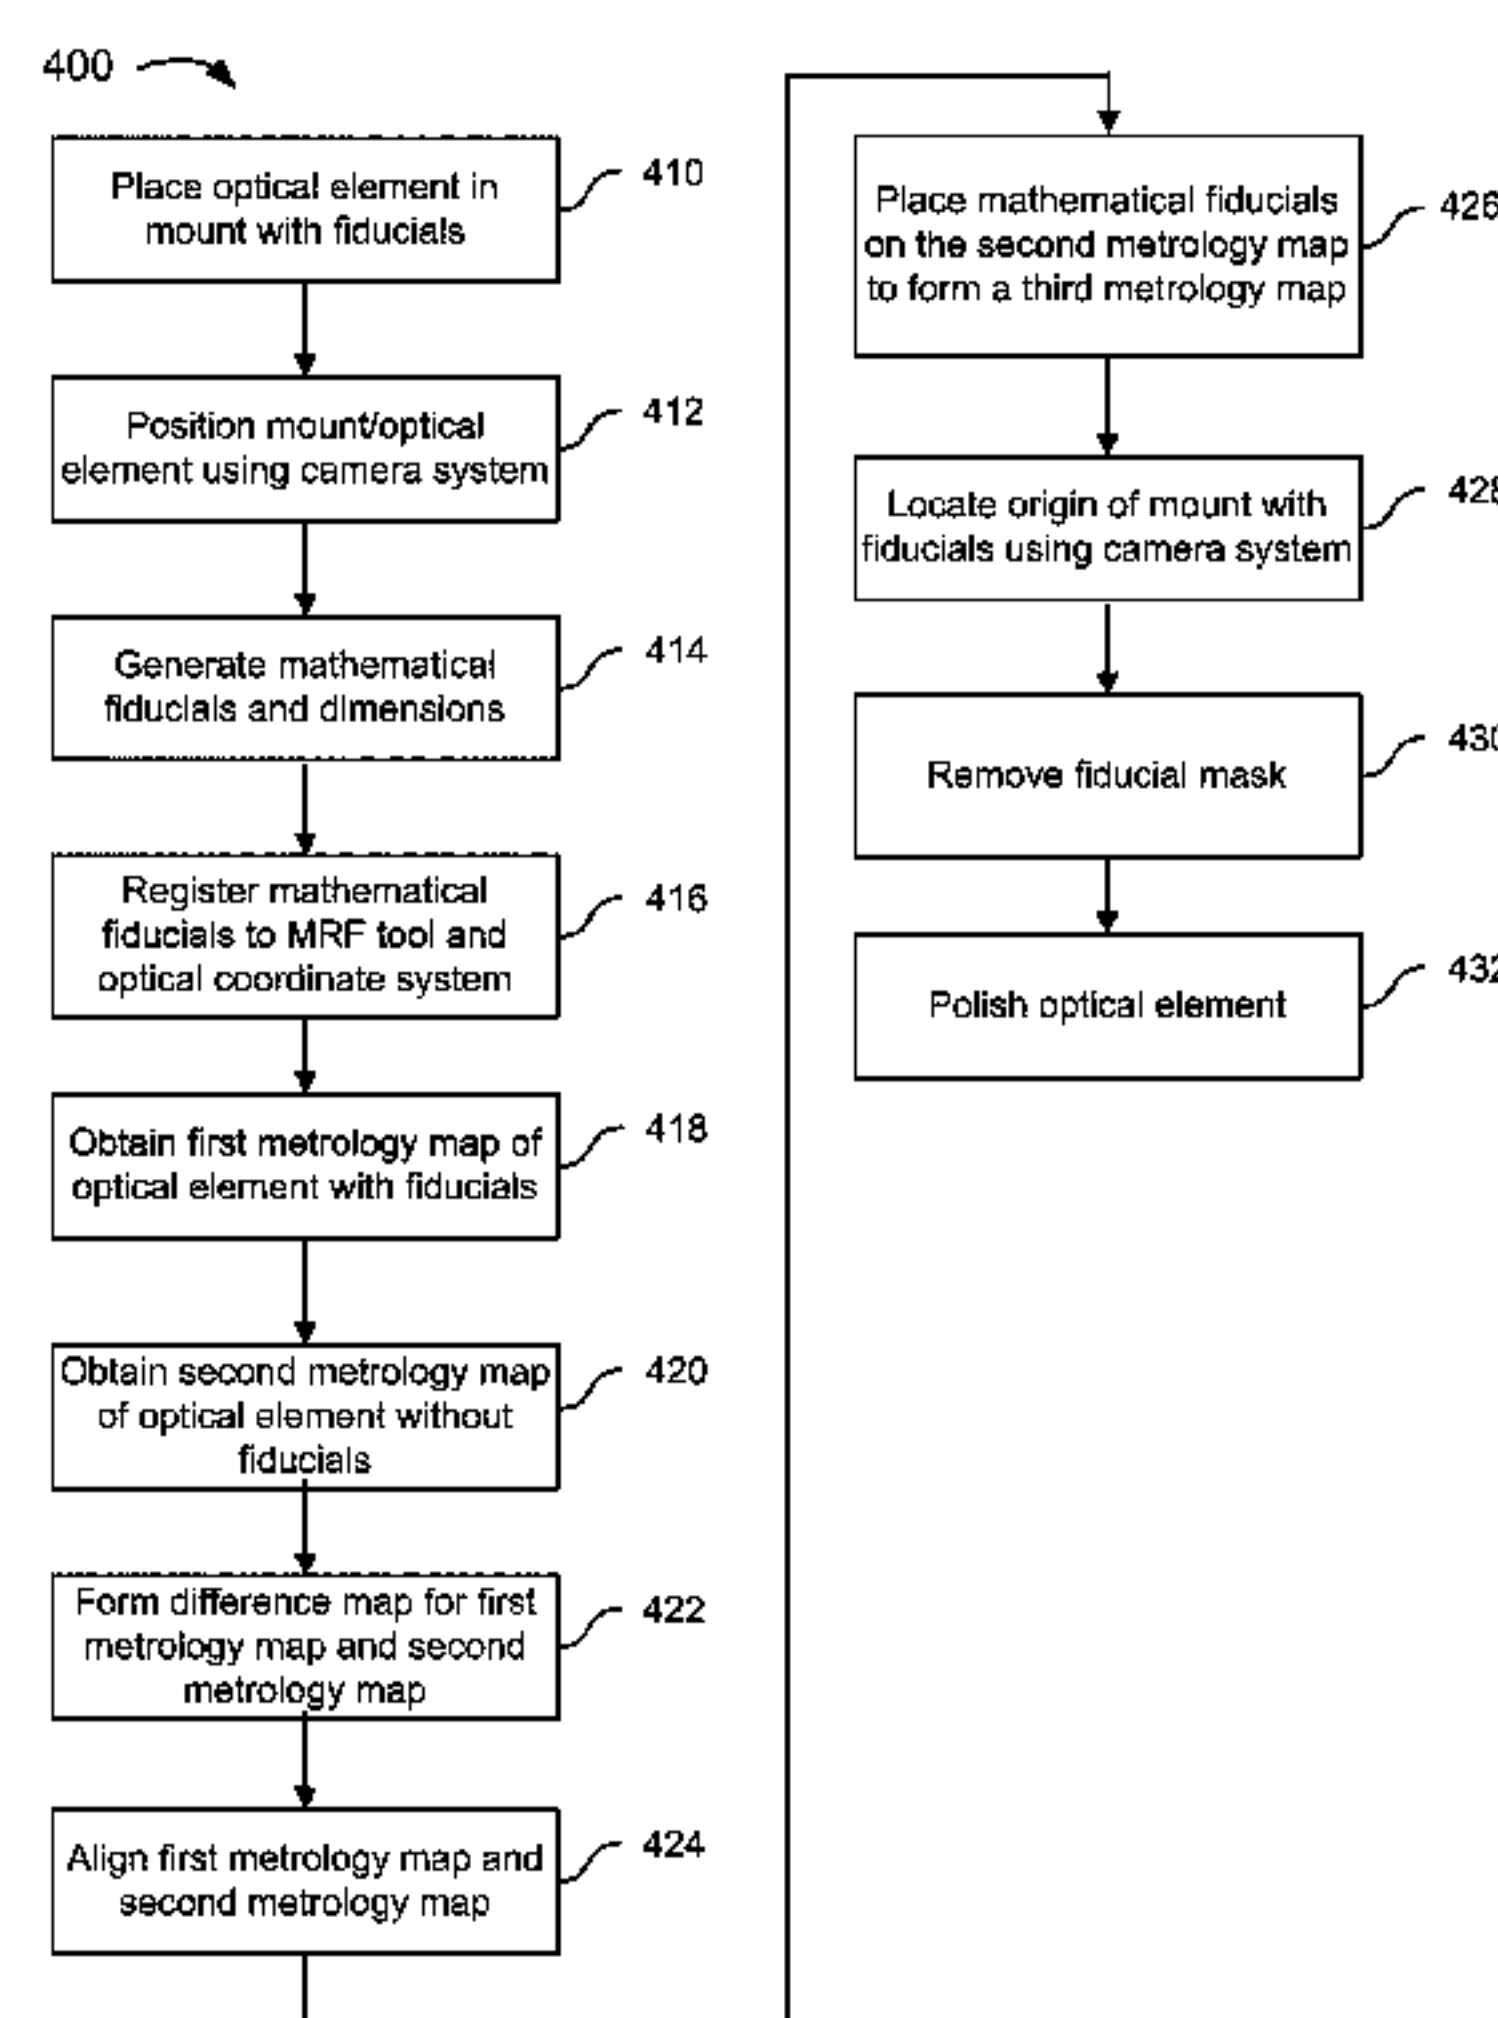 400
Place optical element in
mount with fiducials
410
Position mount/optical
element using camera system
412
Generate mathematical
fiducials and dimensions
414
Register mathematical
fiducials to MRF tool and
optical coordinate system
416
Obtain first metrology map of
optical element with fiducials
418
Obtain second metrology map
of optical element without
fiducials
420
Form difference map for first
metrology map and second
metrology map
422
Align first metrology map and
second metrology map
424
Place mathematical fiducials
on the second metrology map
to form a third metrology map
426
Locate origin of mount with
fiducials using camera system
428
Remove fiducial mask
430
Polish optical element
432